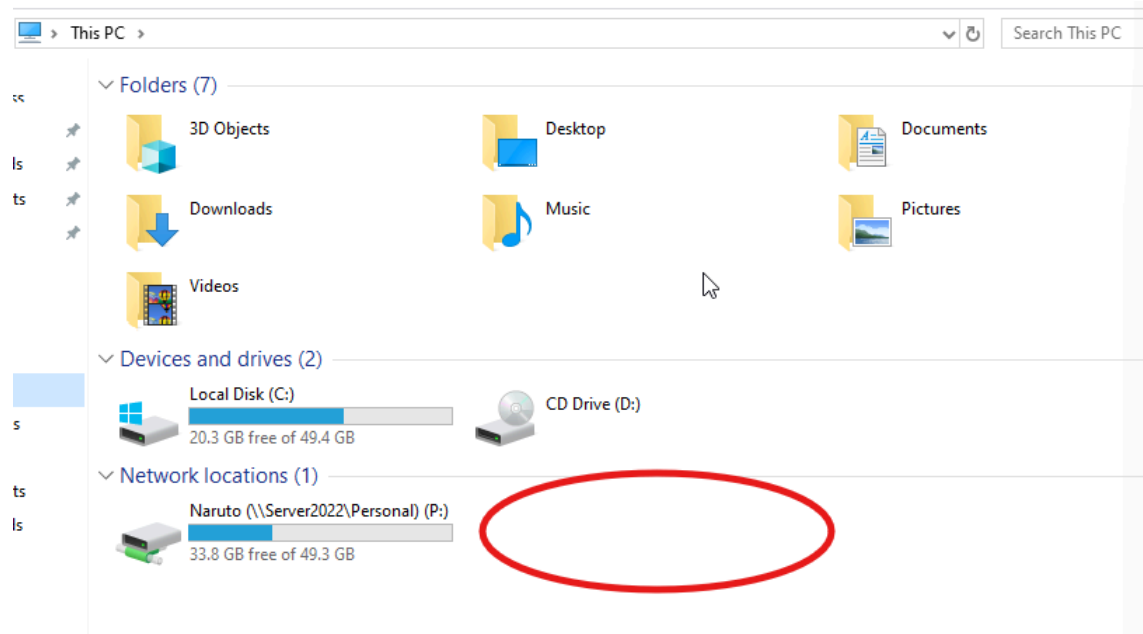 This PC
Search This PC
Folders (7)
3D Objects
Desktop
Documents
Downloads
Music
Pictures
Videos
Devices and drives (2)
Local Disk (C:)
20.3 GB free of 49.4 GB
CD Drive (D:)
Network locations (1)
Naruto (\\Server2022\Personal) (P:)
33.8 GB free of 49.3 GB